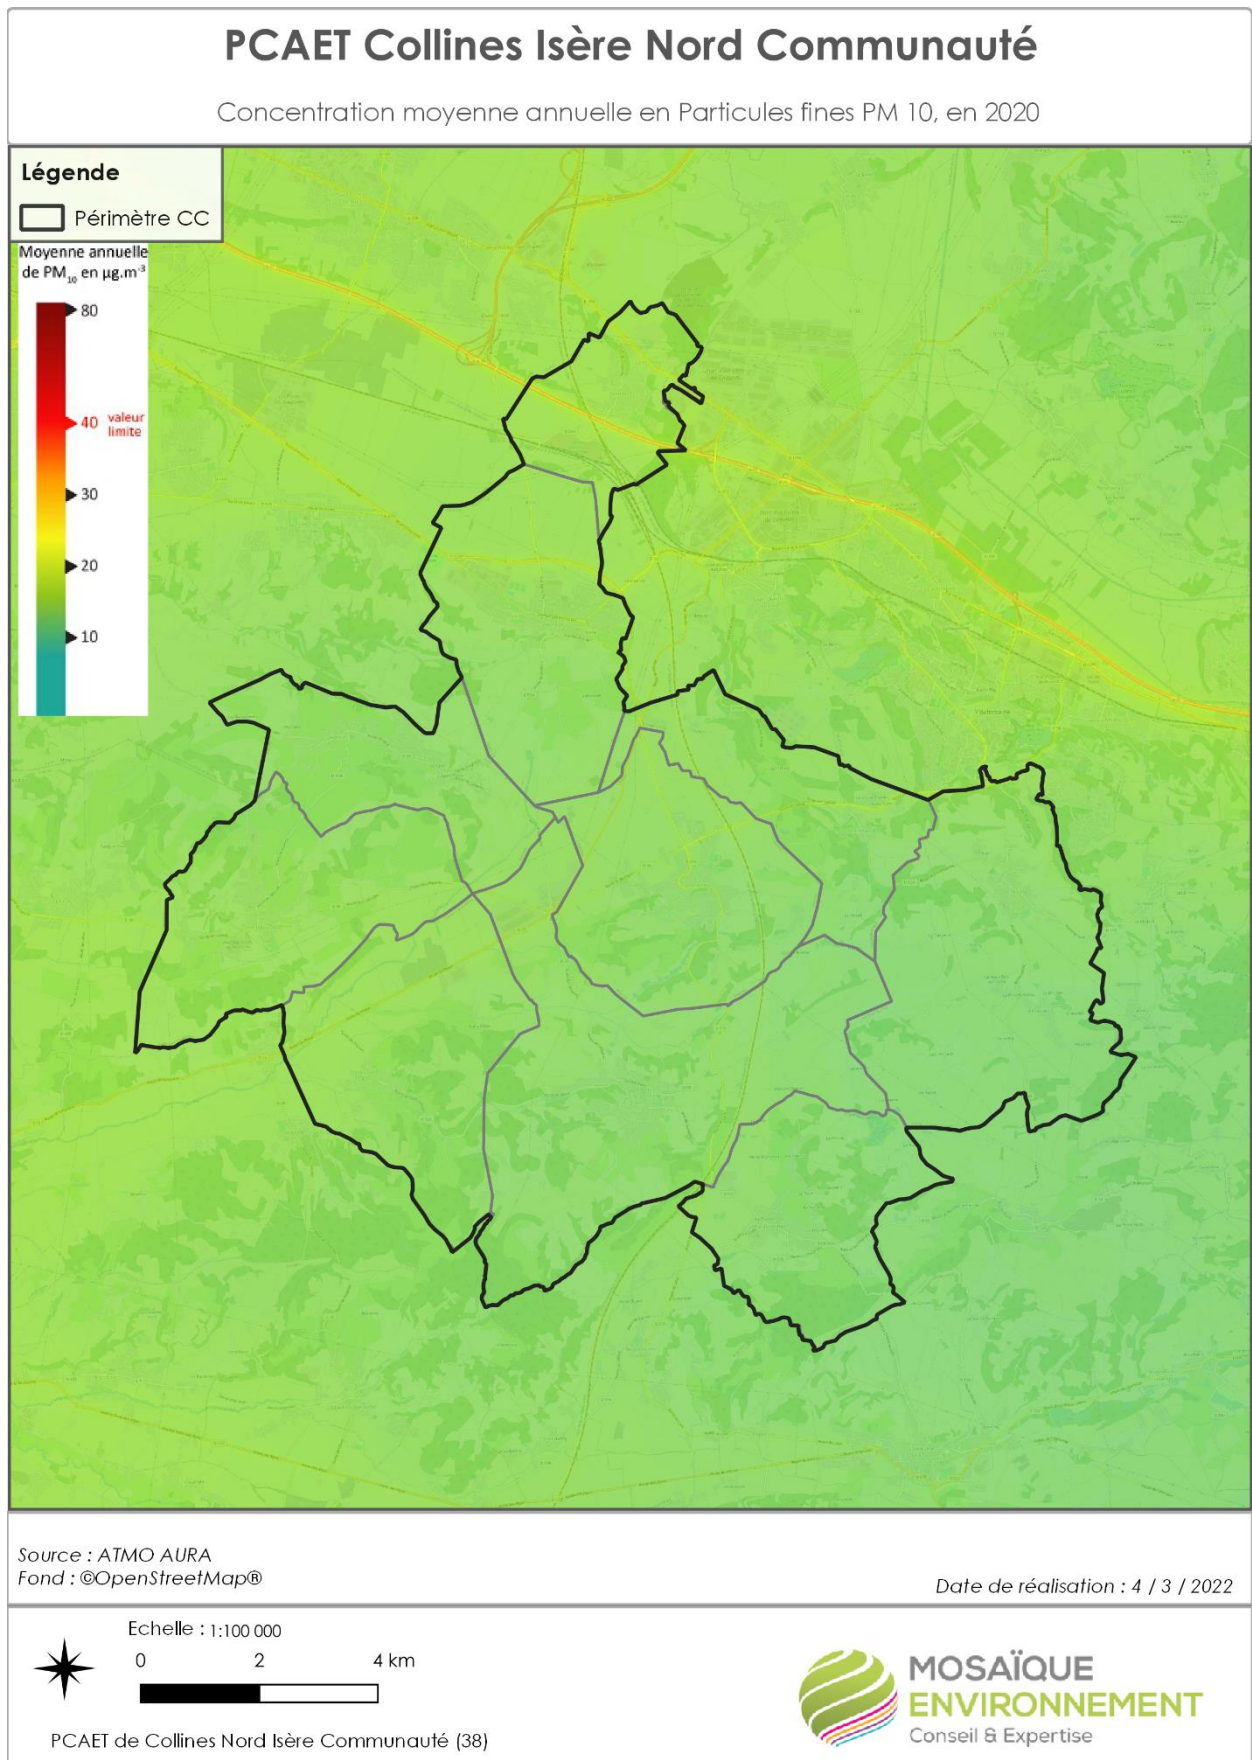 PCAET Collines Isère Nord Communauté
Concentration moyenne annuelle en Particules fines PM 10, en 2020
Légende
Périmètre CC
Moyenne annuelle
de PM₁₀ en µg.m⁻³
80
40 valeur
limite
30
20
10
Source : ATMO AURA
Fond : ©OpenStreetMap®
Date de réalisation : 4 / 3 / 2022
Echelle : 1:100 000
0 2 4 km
PCAET de Collines Nord Isère Communauté (38)
MOSAÏQUE
ENVIRONNEMENT
Conseil & Expertise